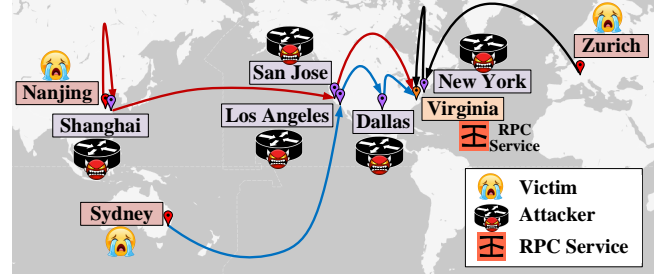 Zurich
San Jose
New York
Nanjing
Los Angeles
Dallas
Virginia
Shanghai
RPC
Service
Sydney
Victim
Attacker
RPC Service